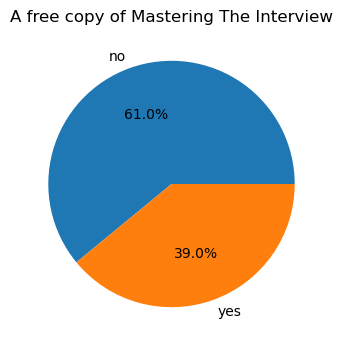 A free copy of Mastering The Interview
no
61.0%
39.0%
yes